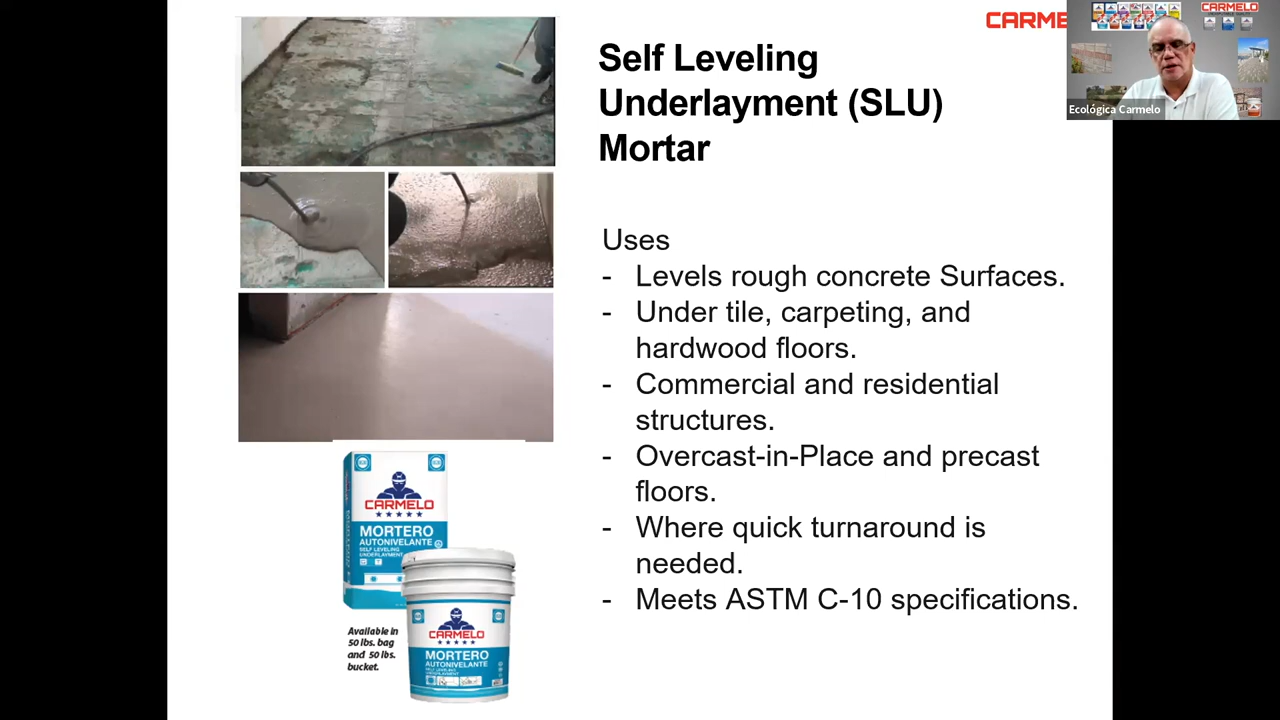 CARME
CARMELO
Ecológica Carmelo
Self Leveling
Underlayment (SLU)
Mortar
Uses
- Levels rough concrete Surfaces.
- Under tile, carpeting, and
hardwood floors.
- Commercial and residential
structures.
- Overcast-in-Place and precast
floors.
- Where quick turnaround is
needed.
- Meets ASTM C-10 specifications.
CARMELO
MORTERO
AUTONIVELANTE
SELF LEVELING
UNDERLAYMENT
Available in
50 lbs. bag
and 50 lbs.
bucket.
CARMELO
MORTERO
AUTONIVELANTE
SELF LEVELING
UNDERLAYMENT